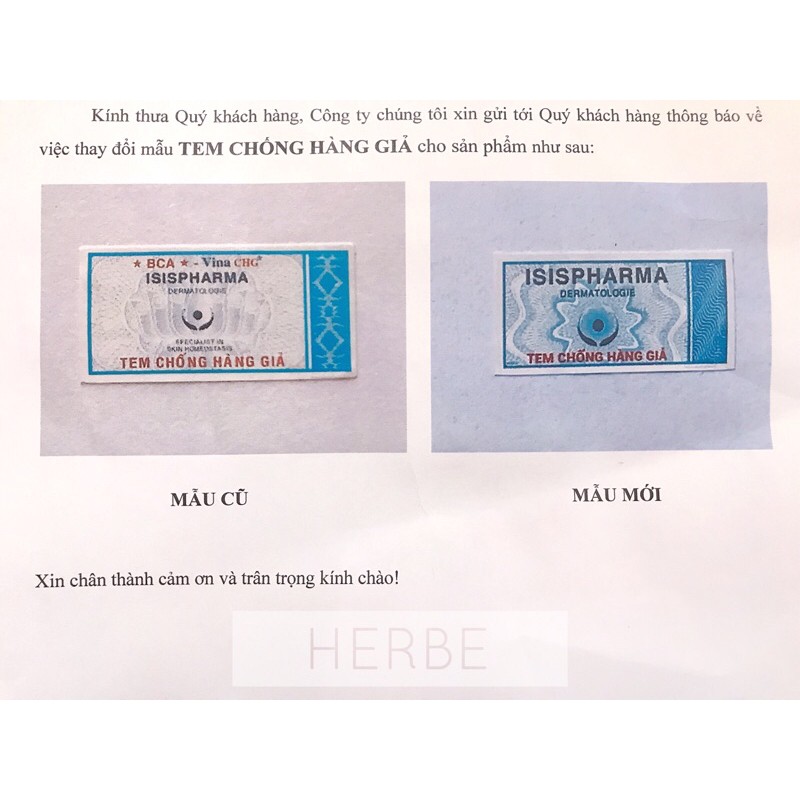 Kính thưa Quý khách hàng, Công ty chúng tôi xin gửi tới Quý khách hàng thông báo về
việc thay đổi mẫu TEM CHỐNG HÀNG GIẢ cho sản phẩm như sau:
★ BCA ★ - Vina CHG
ISISPHARMA
DERMATOLOGIE
SPECIALIST IN
SKIN HOMEOSTASIS
TEM CHỐNG HÀNG GIẢ
ISISPHARMA
DERMATOLOGIE
TEM CHỐNG HÀNG GIẢ
MẪU CŨ
MẪU MỚI
Xin chân thành cảm ơn và trân trọng kính chào!
HERBE